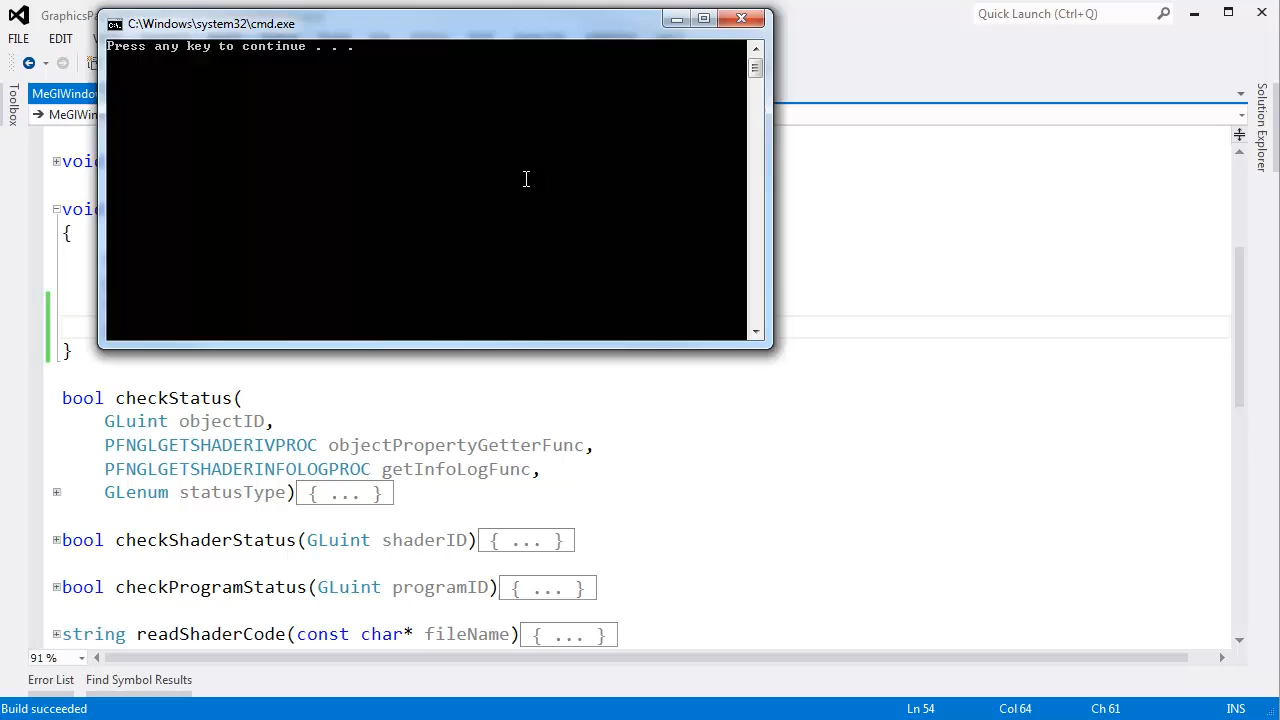 GraphicsP
C:\Windows\system32\cmd.exe
Quick Launch (Ctrl+Q)
FILE
EDIT
Press any key to continue . . .
Toolbox
Solution Explorer
MeGlWindo
MeGlWin
void
void
{
}
bool checkStatus(
GLuint objectID,
PFNGLGETSHADERIVPROC objectPropertyGetterFunc,
PFNGLGETSHADERINFOLOGPROC getInfoLogFunc,
GLenum statusType){ ... }
bool checkShaderStatus(GLuint shaderID){ ... }
bool checkProgramStatus(GLuint programID){ ... }
string readShaderCode(const char* fileName){ ... }
91 %
Error List
Find Symbol Results
Build succeeded
Ln 54
Col 64
Ch 61
INS